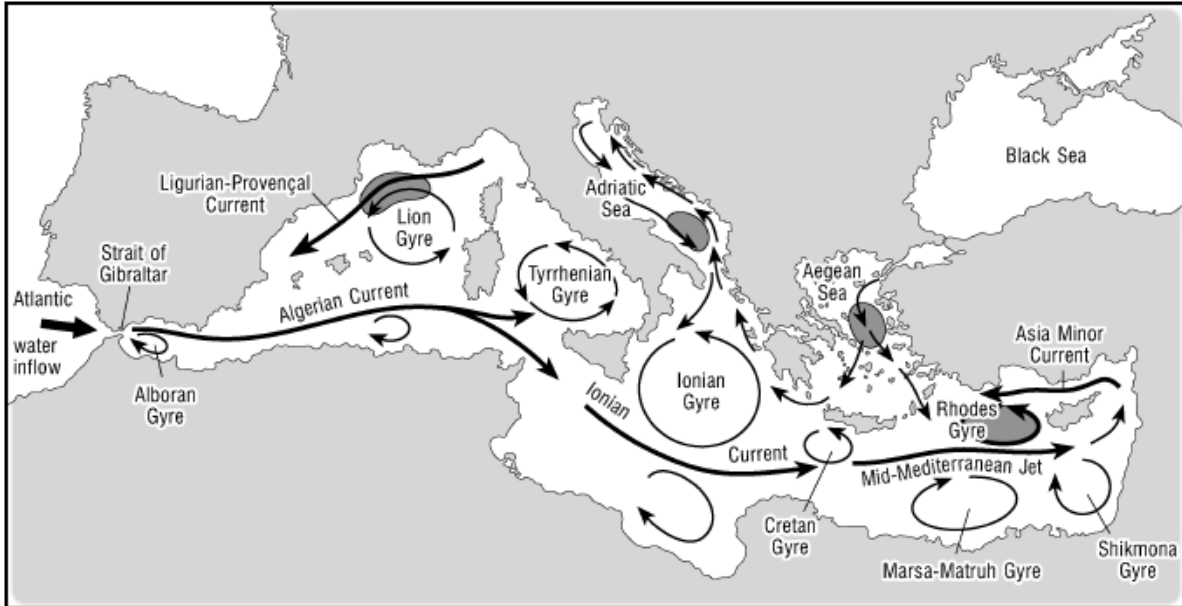 Ligurian-Provençal
Current
Strait of
Gibraltar
Atlantic
water
inflow
Alboran
Gyre
Lion
Gyre
Algerian Current
Tyrrhenian
Gyre
Adriatic
Sea
Ionian
Current
Ionian
Gyre
Aegean
Sea
Black Sea
Asia Minor
Current
Rhodes
Gyre
Mid-Mediterranean Jet
Cretan
Gyre
Marsa-Matruh Gyre
Shikmona
Gyre